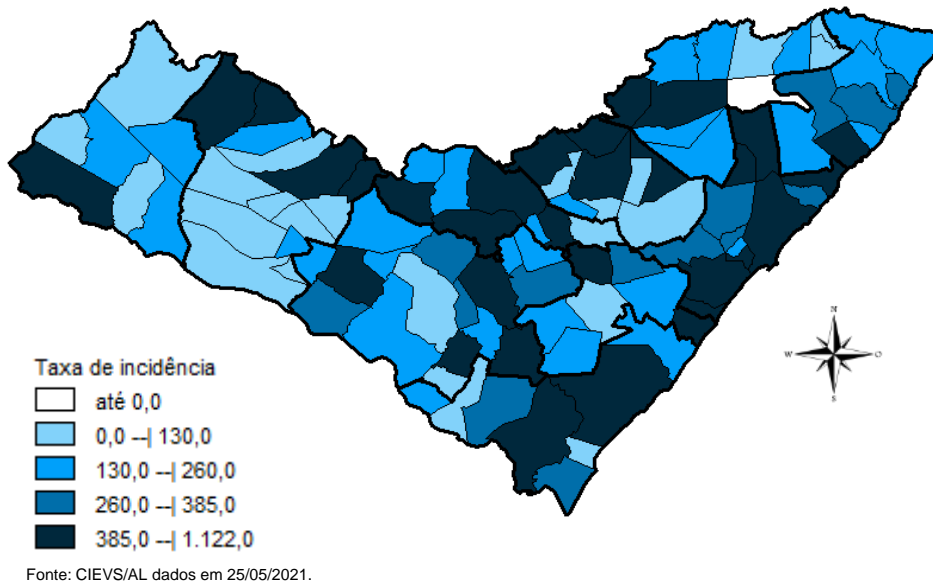 N
W
O
S
Taxa de incidência
até 0,0
0,0 --| 130,0
130,0 --| 260,0
260,0 --| 385,0
385,0 --| 1.122,0
Fonte: CIEVS/AL dados em 25/05/2021.